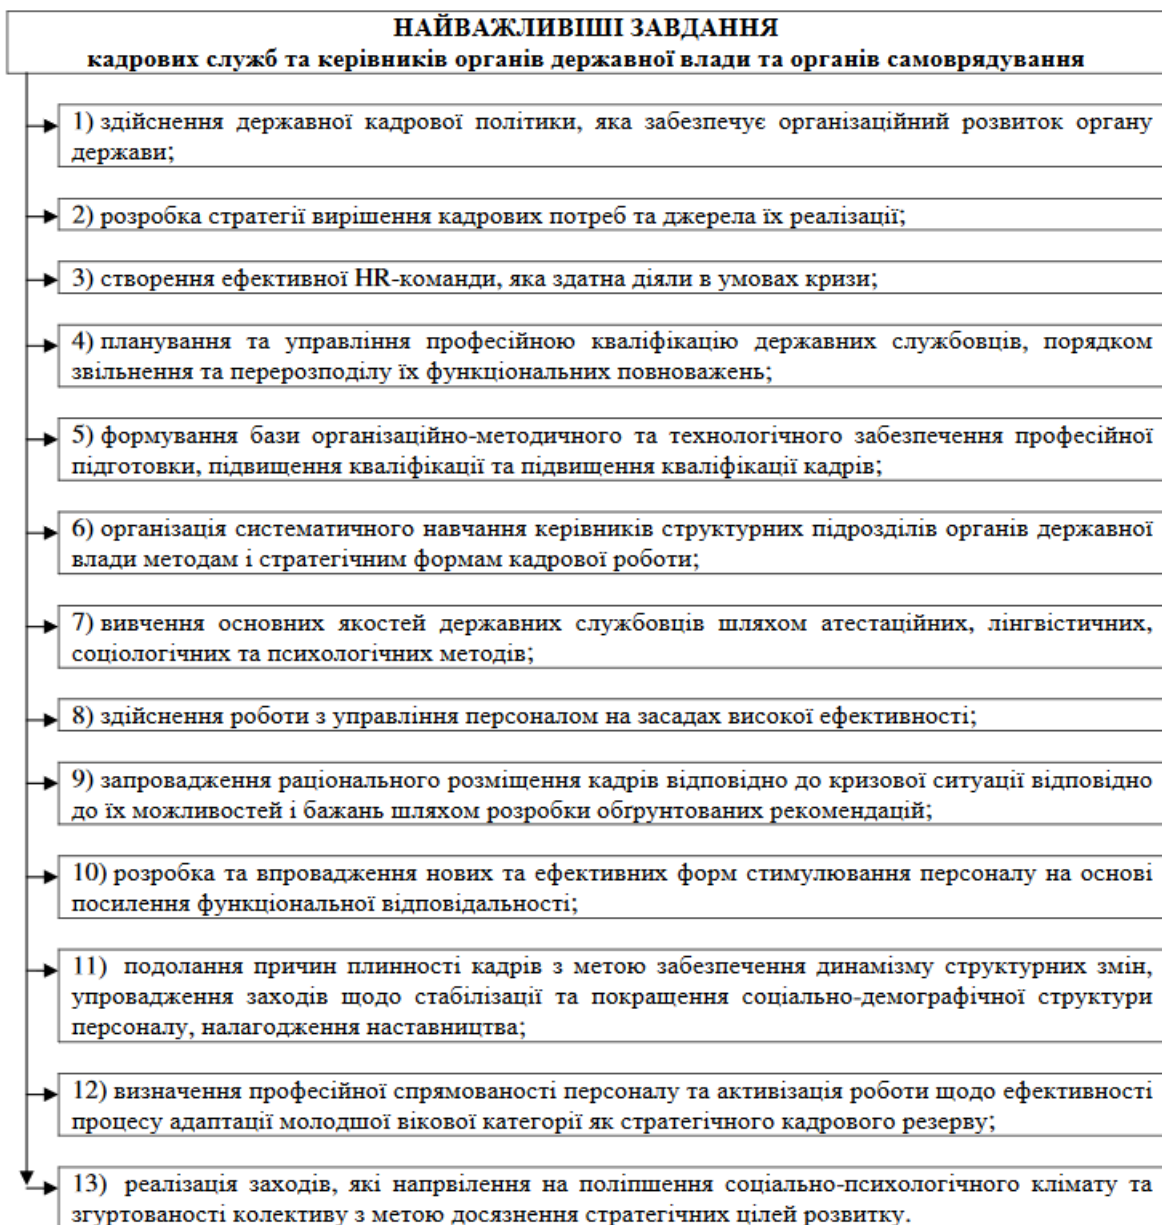 НАЙВАЖЛИВІШІ ЗАВДАННЯ
кадрових служб та керівників органів державної влади та органів самоврядування
1) здійснення державної кадрової політики, яка забезпечує організаційний розвиток органу
держави;
2) розробка стратегії вирішення кадрових потреб та джерела їх реалізації;
3) створення ефективної HR-команди, яка здатна діяли в умовах кризи;
4) планування та управління професійною кваліфікацію державних службовців, порядком
звільнення та перерозподілу їх функціональних повноважень;
5) формування бази організаційно-методичного та технологічного забезпечення професійної
підготовки, підвищення кваліфікації та підвищення кваліфікації кадрів;
6) організація систематичного навчання керівників структурних підрозділів органів державної
влади методам і стратегічним формам кадрової роботи;
7) вивчення основних якостей державних службовців шляхом атестаційних, лінгвістичних,
соціологічних та психологічних методів;
8) здійснення роботи з управління персоналом на засадах високої ефективності;
9) запровадження раціонального розміщення кадрів відповідно до кризової ситуації відповідно
до їх можливостей і бажань шляхом розробки обґрунтованих рекомендацій;
10) розробка та впровадження нових та ефективних форм стимулювання персоналу на основі
посилення функціональної відповідальності;
11) подолання причин плинності кадрів з метою забезпечення динамізму структурних змін,
упровадження заходів щодо стабілізації та покращення соціально-демографічної структури
персоналу, налагодження наставництва;
12) визначення професійної спрямованості персоналу та активізація роботи щодо ефективності
процесу адаптації молодшої вікової категорії як стратегічного кадрового резерву;
13) реалізація заходів, які напрвілення на поліпшення соціально-психологічного клімату та
згуртованості колективу з метою досязнення стратегічних цілей розвитку.